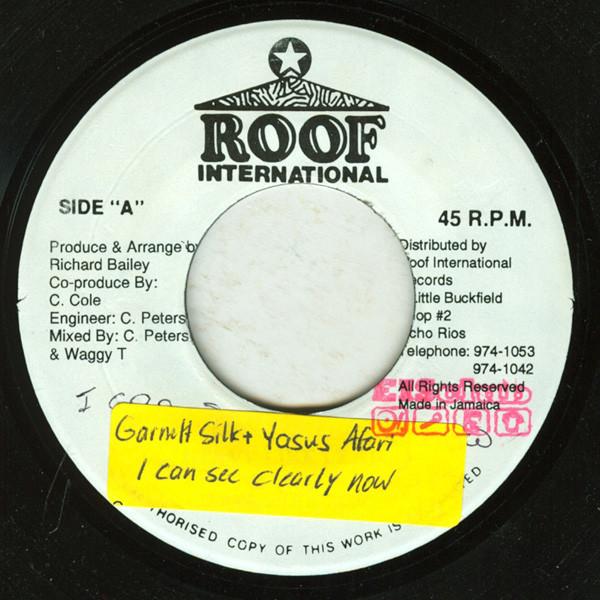 ROOF
INTERNATIONAL
SIDE "A"
45 R.P.M.
Produce & Arrange by
Richard Bailey
Co-produce By:
C. Cole
Engineer: C. Peters
Mixed By: C. Peters
& Waggy T
Distributed by
Roof International
Records
Little Buckfield
#2
Ocho Rios
Telephone: 974-1053
974-1042
All Rights Reserved
Made in Jamaica
I can
Garnett Silk + Yasus Afari
I can see clearly now
THORISED COPY OF THIS WORK IS